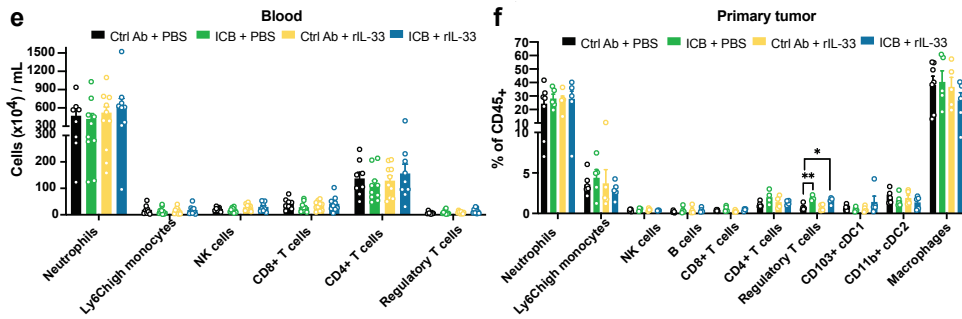 e
Blood
Ctrl Ab + PBS
ICB + PBS
Ctrl Ab + rIL-33
ICB + rIL-33
Cells (x10⁴) / mL
1500
1200
900
600
300
300
200
100
0
Neutrophils
Ly6Chigh monocytes
NK cells
CD8+ T cells
CD4+ T cells
Regulatory T cells
f
Primary tumor
Ctrl Ab + PBS
ICB + PBS
Ctrl Ab + rIL-33
ICB + rIL-33
% of CD45+
70
60
50
40
30
20
10
10
5
0
*
**
Neutrophils
Ly6Chigh monocytes
NK cells
B cells
CD8+ T cells
CD4+ T cells
Regulatory T cells
CD103+ cDC1
CD11b+ cDC2
Macrophages